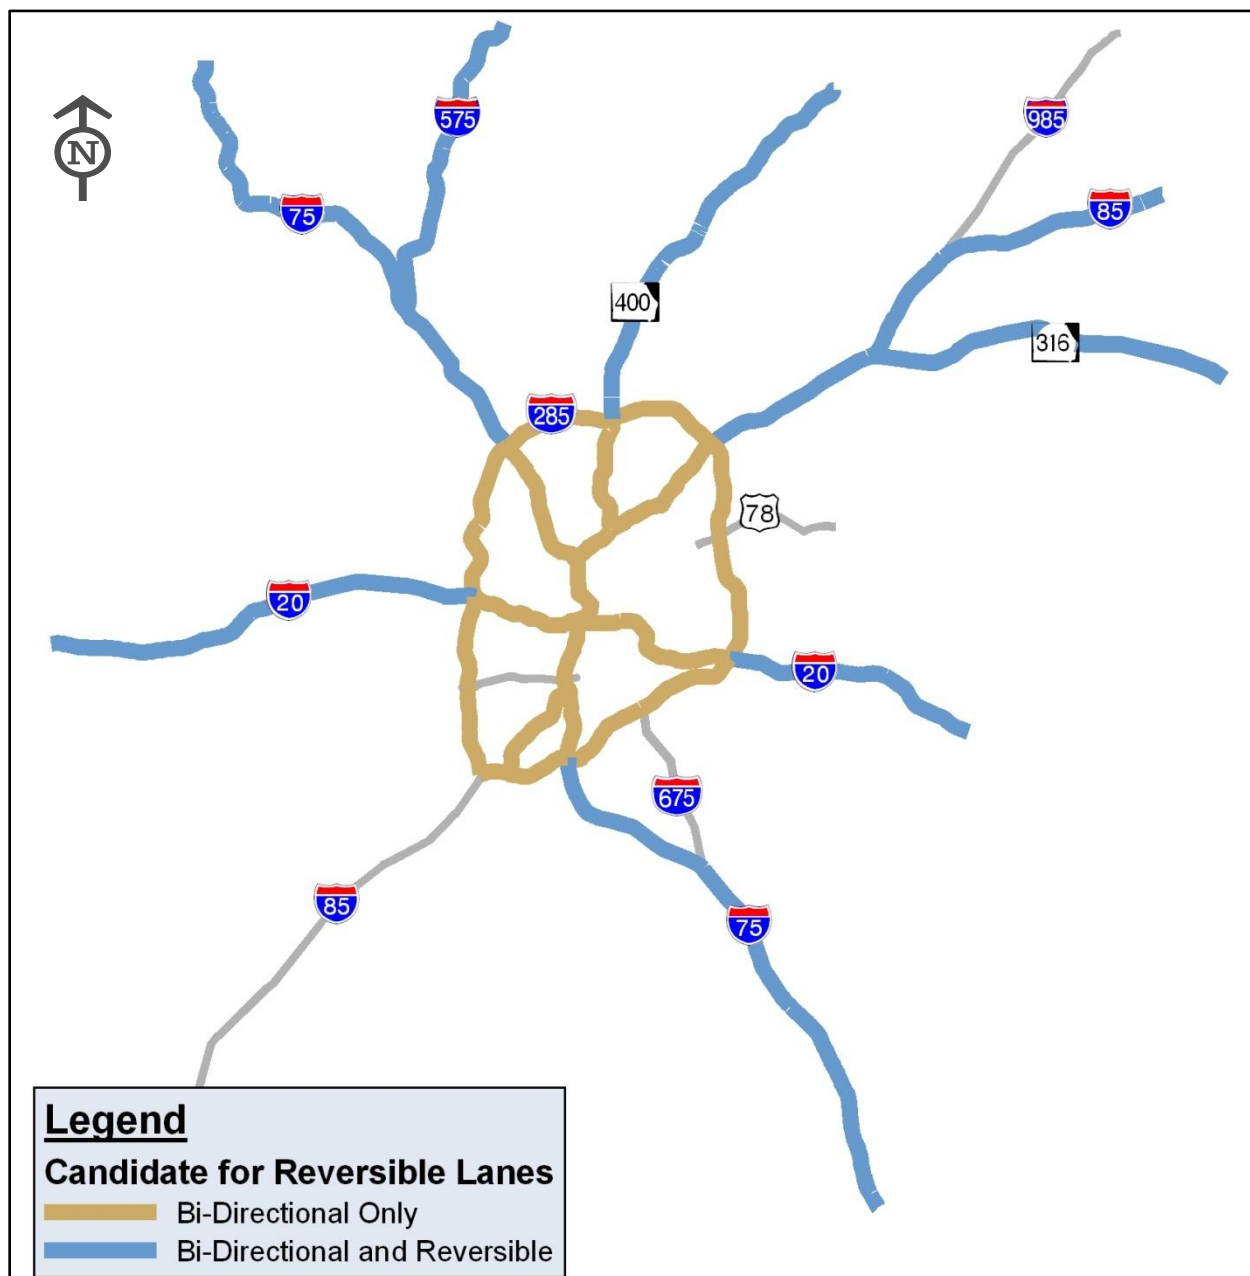 575
985
N
85
75
400
316
285
78
20
20
675
85
75
Legend
Candidate for Reversible Lanes
Bi-Directional Only
Bi-Directional and Reversible